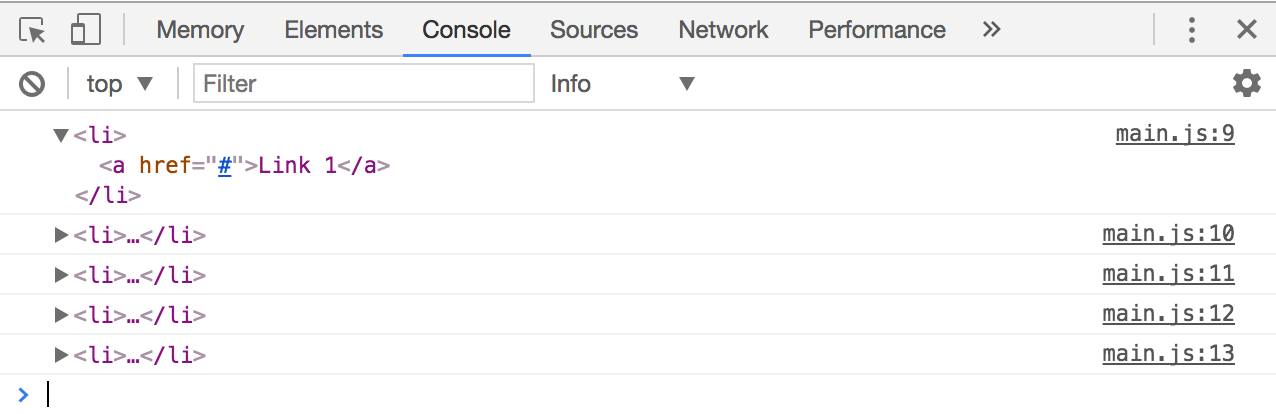 Memory Elements Console Sources Network Performance »
top ▼ Filter Info ▼
▼<li> main.js:9
<a href="#">Link 1</a>
</li>
▶<li>…</li> main.js:10
▶<li>…</li> main.js:11
▶<li>…</li> main.js:12
▶<li>…</li> main.js:13
>